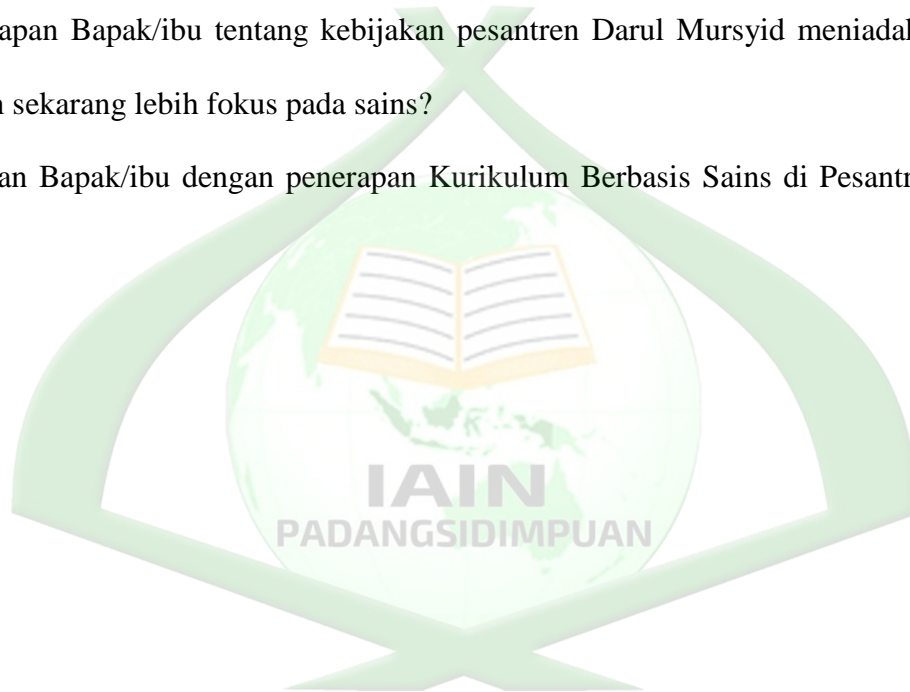 apan Bapak/ibu tentang kebijakan pesantren Darul Mursyid meniadak
sekarang lebih fokus pada sains?
an Bapak/ibu dengan penerapan Kurikulum Berbasis Sains di Pesantr
IAIN
PADANGSIDIMPUAN